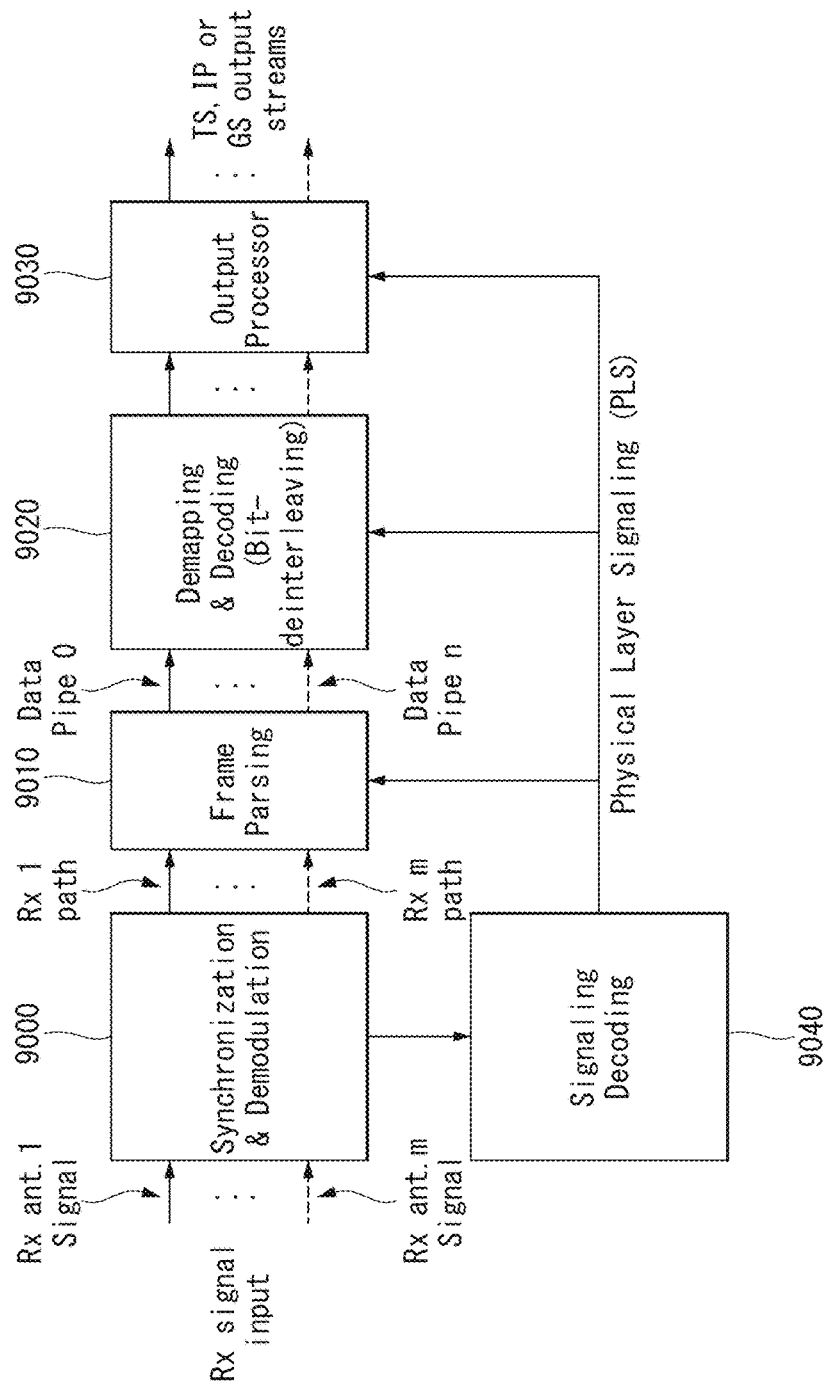 Rx signal
input
Rx ant.1
Signal
Rx ant.m
Signal
9000
Synchronization
& Demodulation
Rx 1
path
Rx m
path
9010
Frame
Parsing
Data
Pipe 0
Data
Pipe n
9020
Demapping
& Decoding
(Bit-
deinterleaving)
9030
Output
Processor
TS, IP or
GS output
streams
Signaling
Decoding
9040
Physical Layer Signaling (PLS)